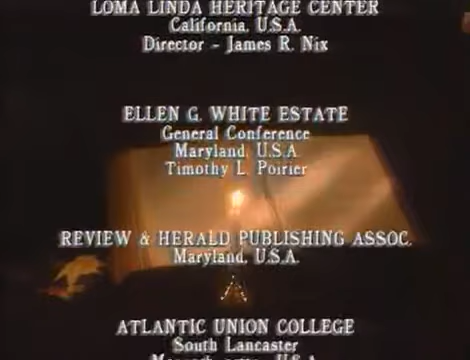 LOMA LINDA HERITAGE CENTER
California, U.S.A.
Director - James R. Nix
ELLEN G. WHITE ESTATE
General Conference
Maryland, U.S.A.
Timothy L. Poirier
REVIEW & HERALD PUBLISHING ASSOC.
Maryland, U.S.A.
ATLANTIC UNION COLLEGE
South Lancaster